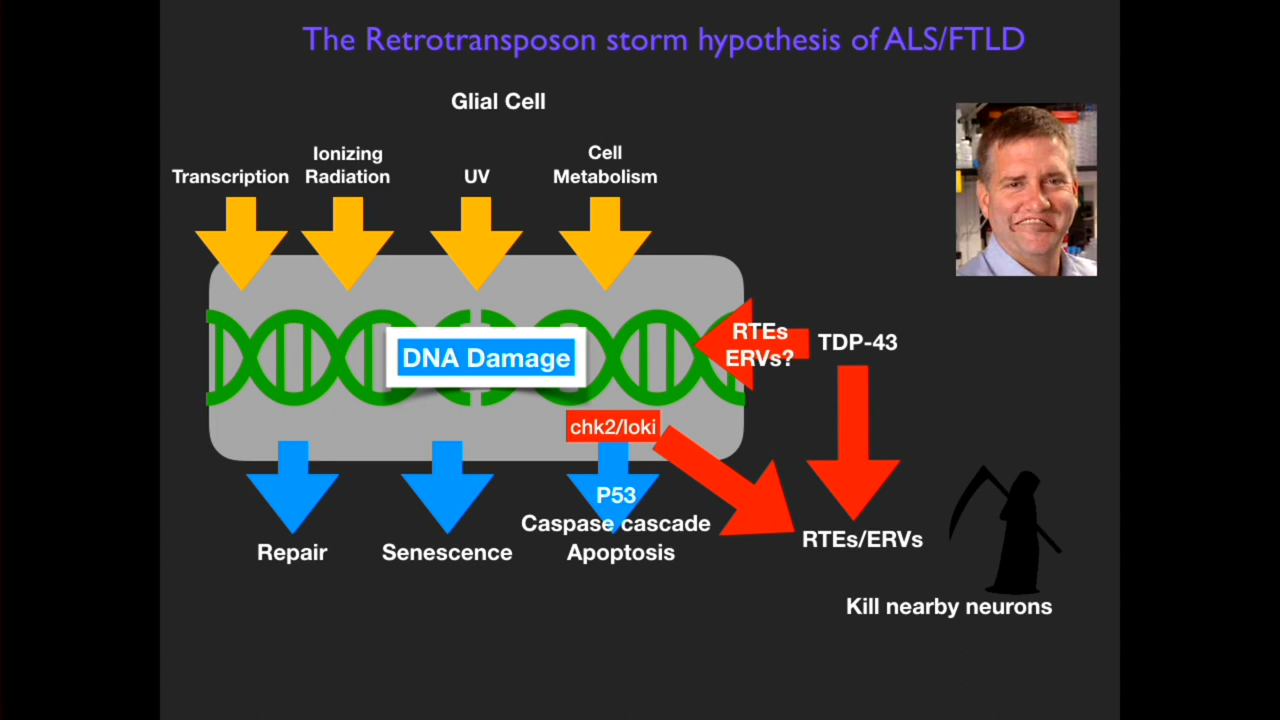 The Retrotransposon storm hypothesis of ALS/FTLD
Glial Cell
Transcription
Ionizing
Radiation
UV
Cell
Metabolism
RTEs
ERVs?
TDP-43
DNA Damage
chk2/loki
P53
Caspase cascade
Apoptosis
Repair
Senescence
RTEs/ERVs
Kill nearby neurons